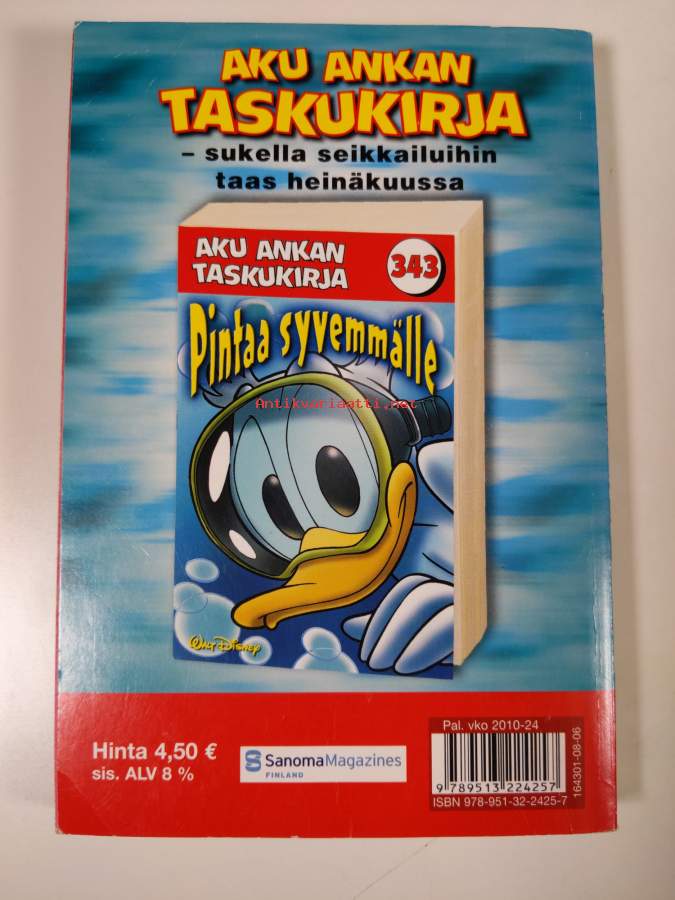 AKU ANKAN
TASKUKIRJA
– sukella seikkailuihin
taas heinäkuussa
AKU ANKAN
TASKUKIRJA
343
Pintaa syvemmälle
Antikvariaatti.net
WALT DISNEY
Hinta 4,50 €
sis. ALV 8 %
SanomaMagazines
FINLAND
Pal. vko 2010-24
9 789513 224257
ISBN 978-951-32-2425-7
164301-08-06